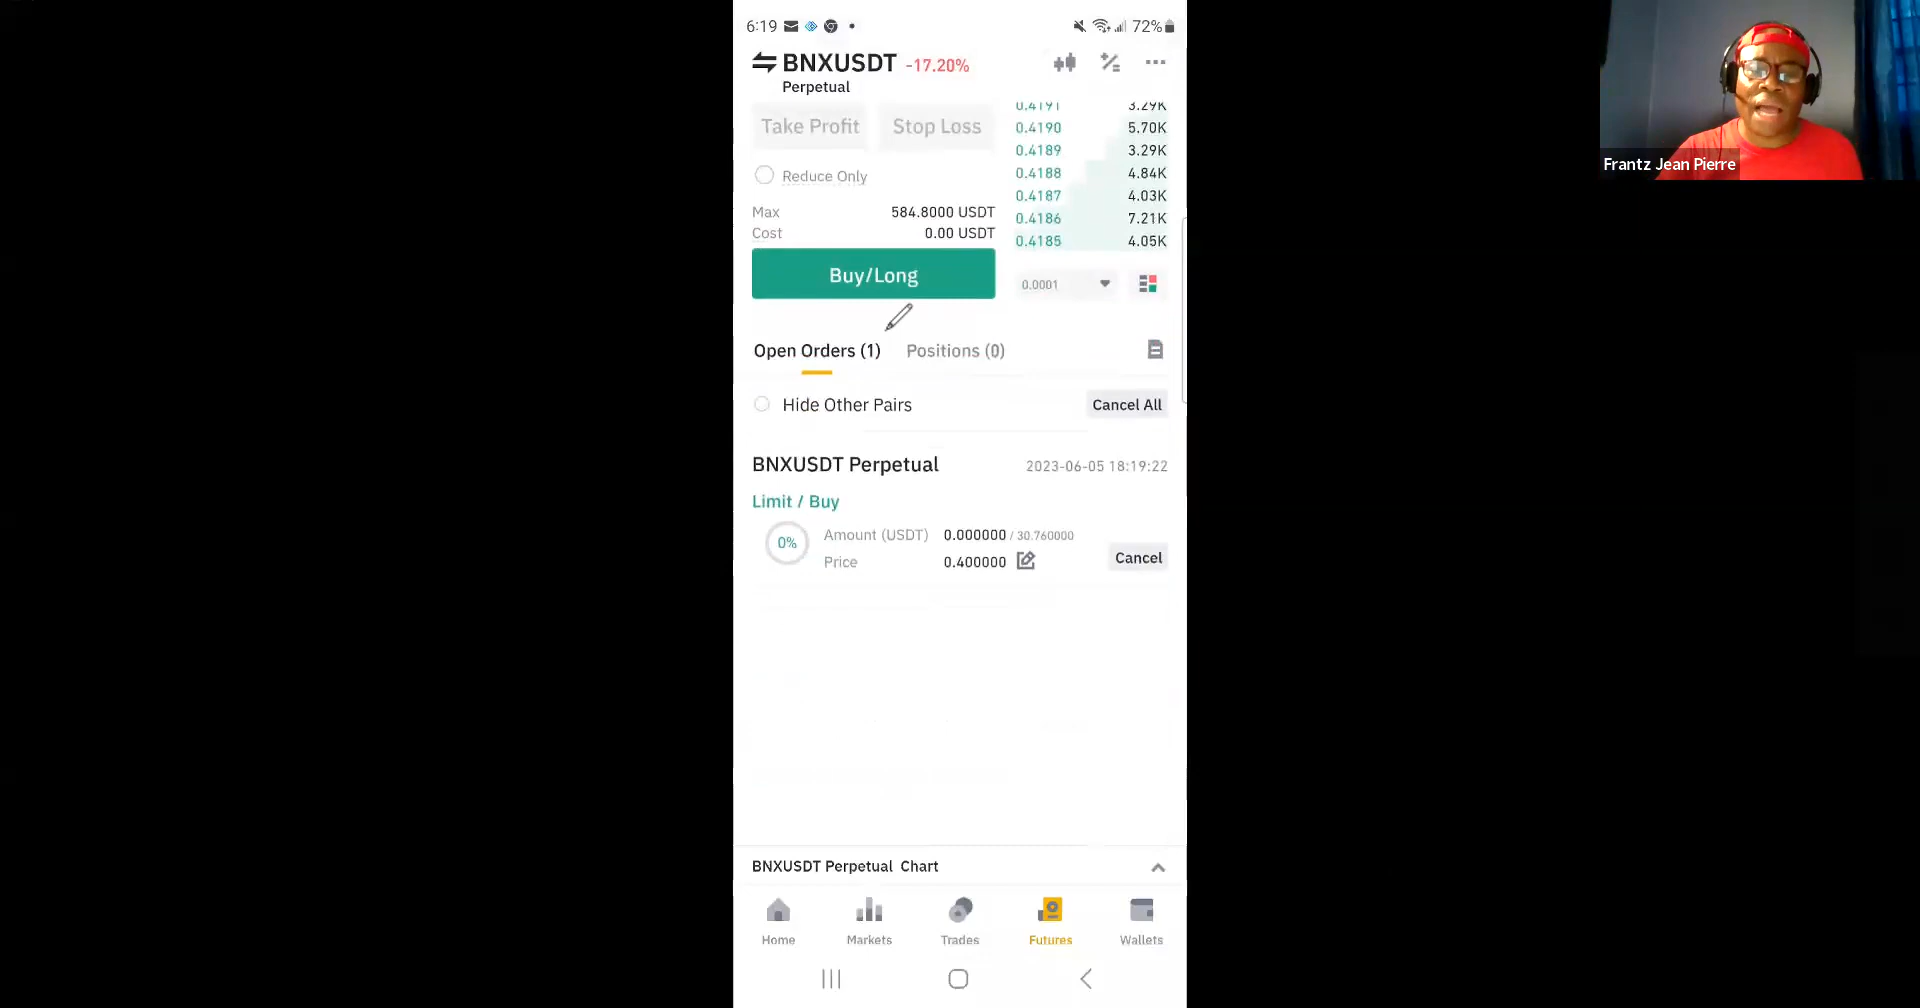 6:19
72%
BNXUSDT -17.20%
Perpetual
Take Profit Stop Loss
Reduce Only
Max 584.8000 USDT
Cost 0.00 USDT
Buy/Long
0.4191 3.29K
0.4190 5.70K
0.4189 3.29K
0.4188 4.84K
0.4187 4.03K
0.4186 7.21K
0.4185 4.05K
0.0001
Open Orders (1) Positions (0)
Hide Other Pairs Cancel All
BNXUSDT Perpetual 2023-06-05 18:19:22
Limit / Buy
0%
Amount (USDT) 0.000000 / 30.760000
Price 0.400000
Cancel
BNXUSDT Perpetual Chart
Home Markets Trades Futures Wallets
Frantz Jean Pierre